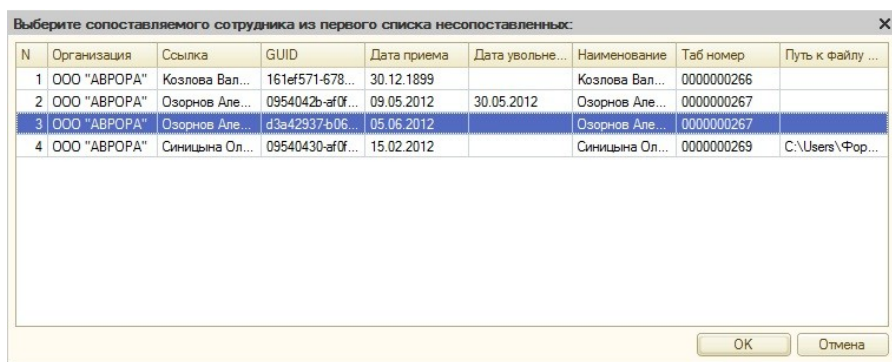 Выберите сопоставляемого сотрудника из первого списка несопоставленных:
N Организация Ссылка GUID Дата приема Дата увольне... Наименование Таб номер Путь к файлу ...
1 ООО "АВРОРА" Козлова Вал... 161ef571-678... 30.12.1899 Козлова Вал... 0000000266
2 ООО "АВРОРА" Озорнов Але... 0954042b-af0f... 09.05.2012 30.05.2012 Озорнов Але... 0000000267
3 ООО "АВРОРА" Озорнов Але... d3a42937-b06... 05.06.2012 Озорнов Але... 0000000267
4 ООО "АВРОРА" Синицына Ол... 09540430-af0f... 15.02.2012 Синицына Ол... 0000000269 C:\Users\Фор...
OK Отмена